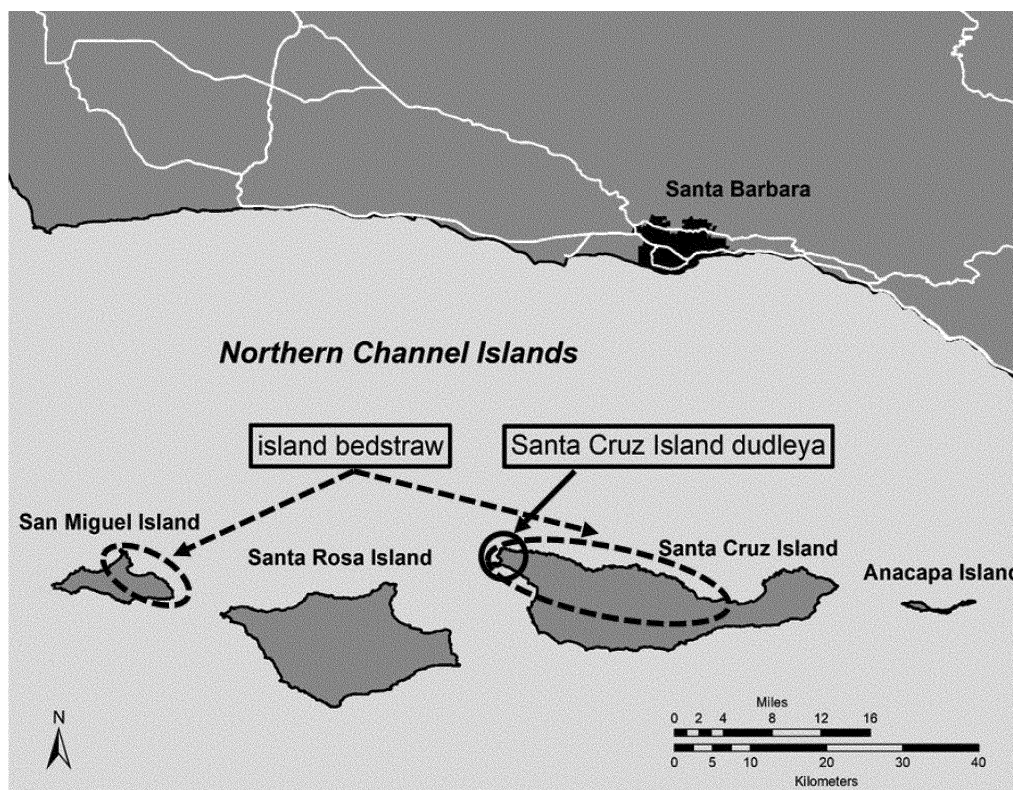 Santa Barbara
Northern Channel Islands
island bedstraw
Santa Cruz Island dudleya
San Miguel Island
Santa Rosa Island
Santa Cruz Island
Anacapa Island
N
Miles
0 2 4 8 12 16
0 5 10 20 30 40
Kilometers